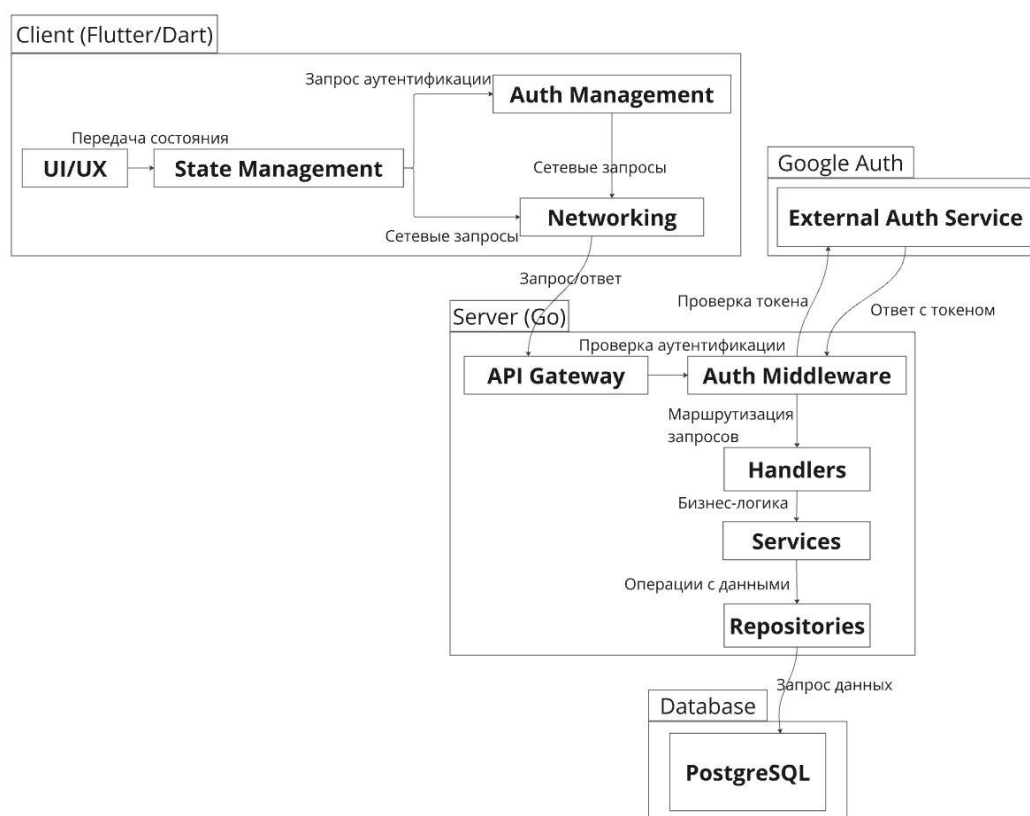 Client (Flutter/Dart)
Запрос аутентификации
Auth Management
Передача состояния
UI/UX
State Management
Сетевые запросы
Networking
Сетевые запросы
Google Auth
External Auth Service
Запрос/ответ
Проверка токена
Ответ с токеном
Server (Go)
Проверка аутентификации
API Gateway
Auth Middleware
Маршрутизация
запросов
Handlers
Бизнес-логика
Services
Операции с данными
Repositories
Запрос данных
Database
PostgreSQL